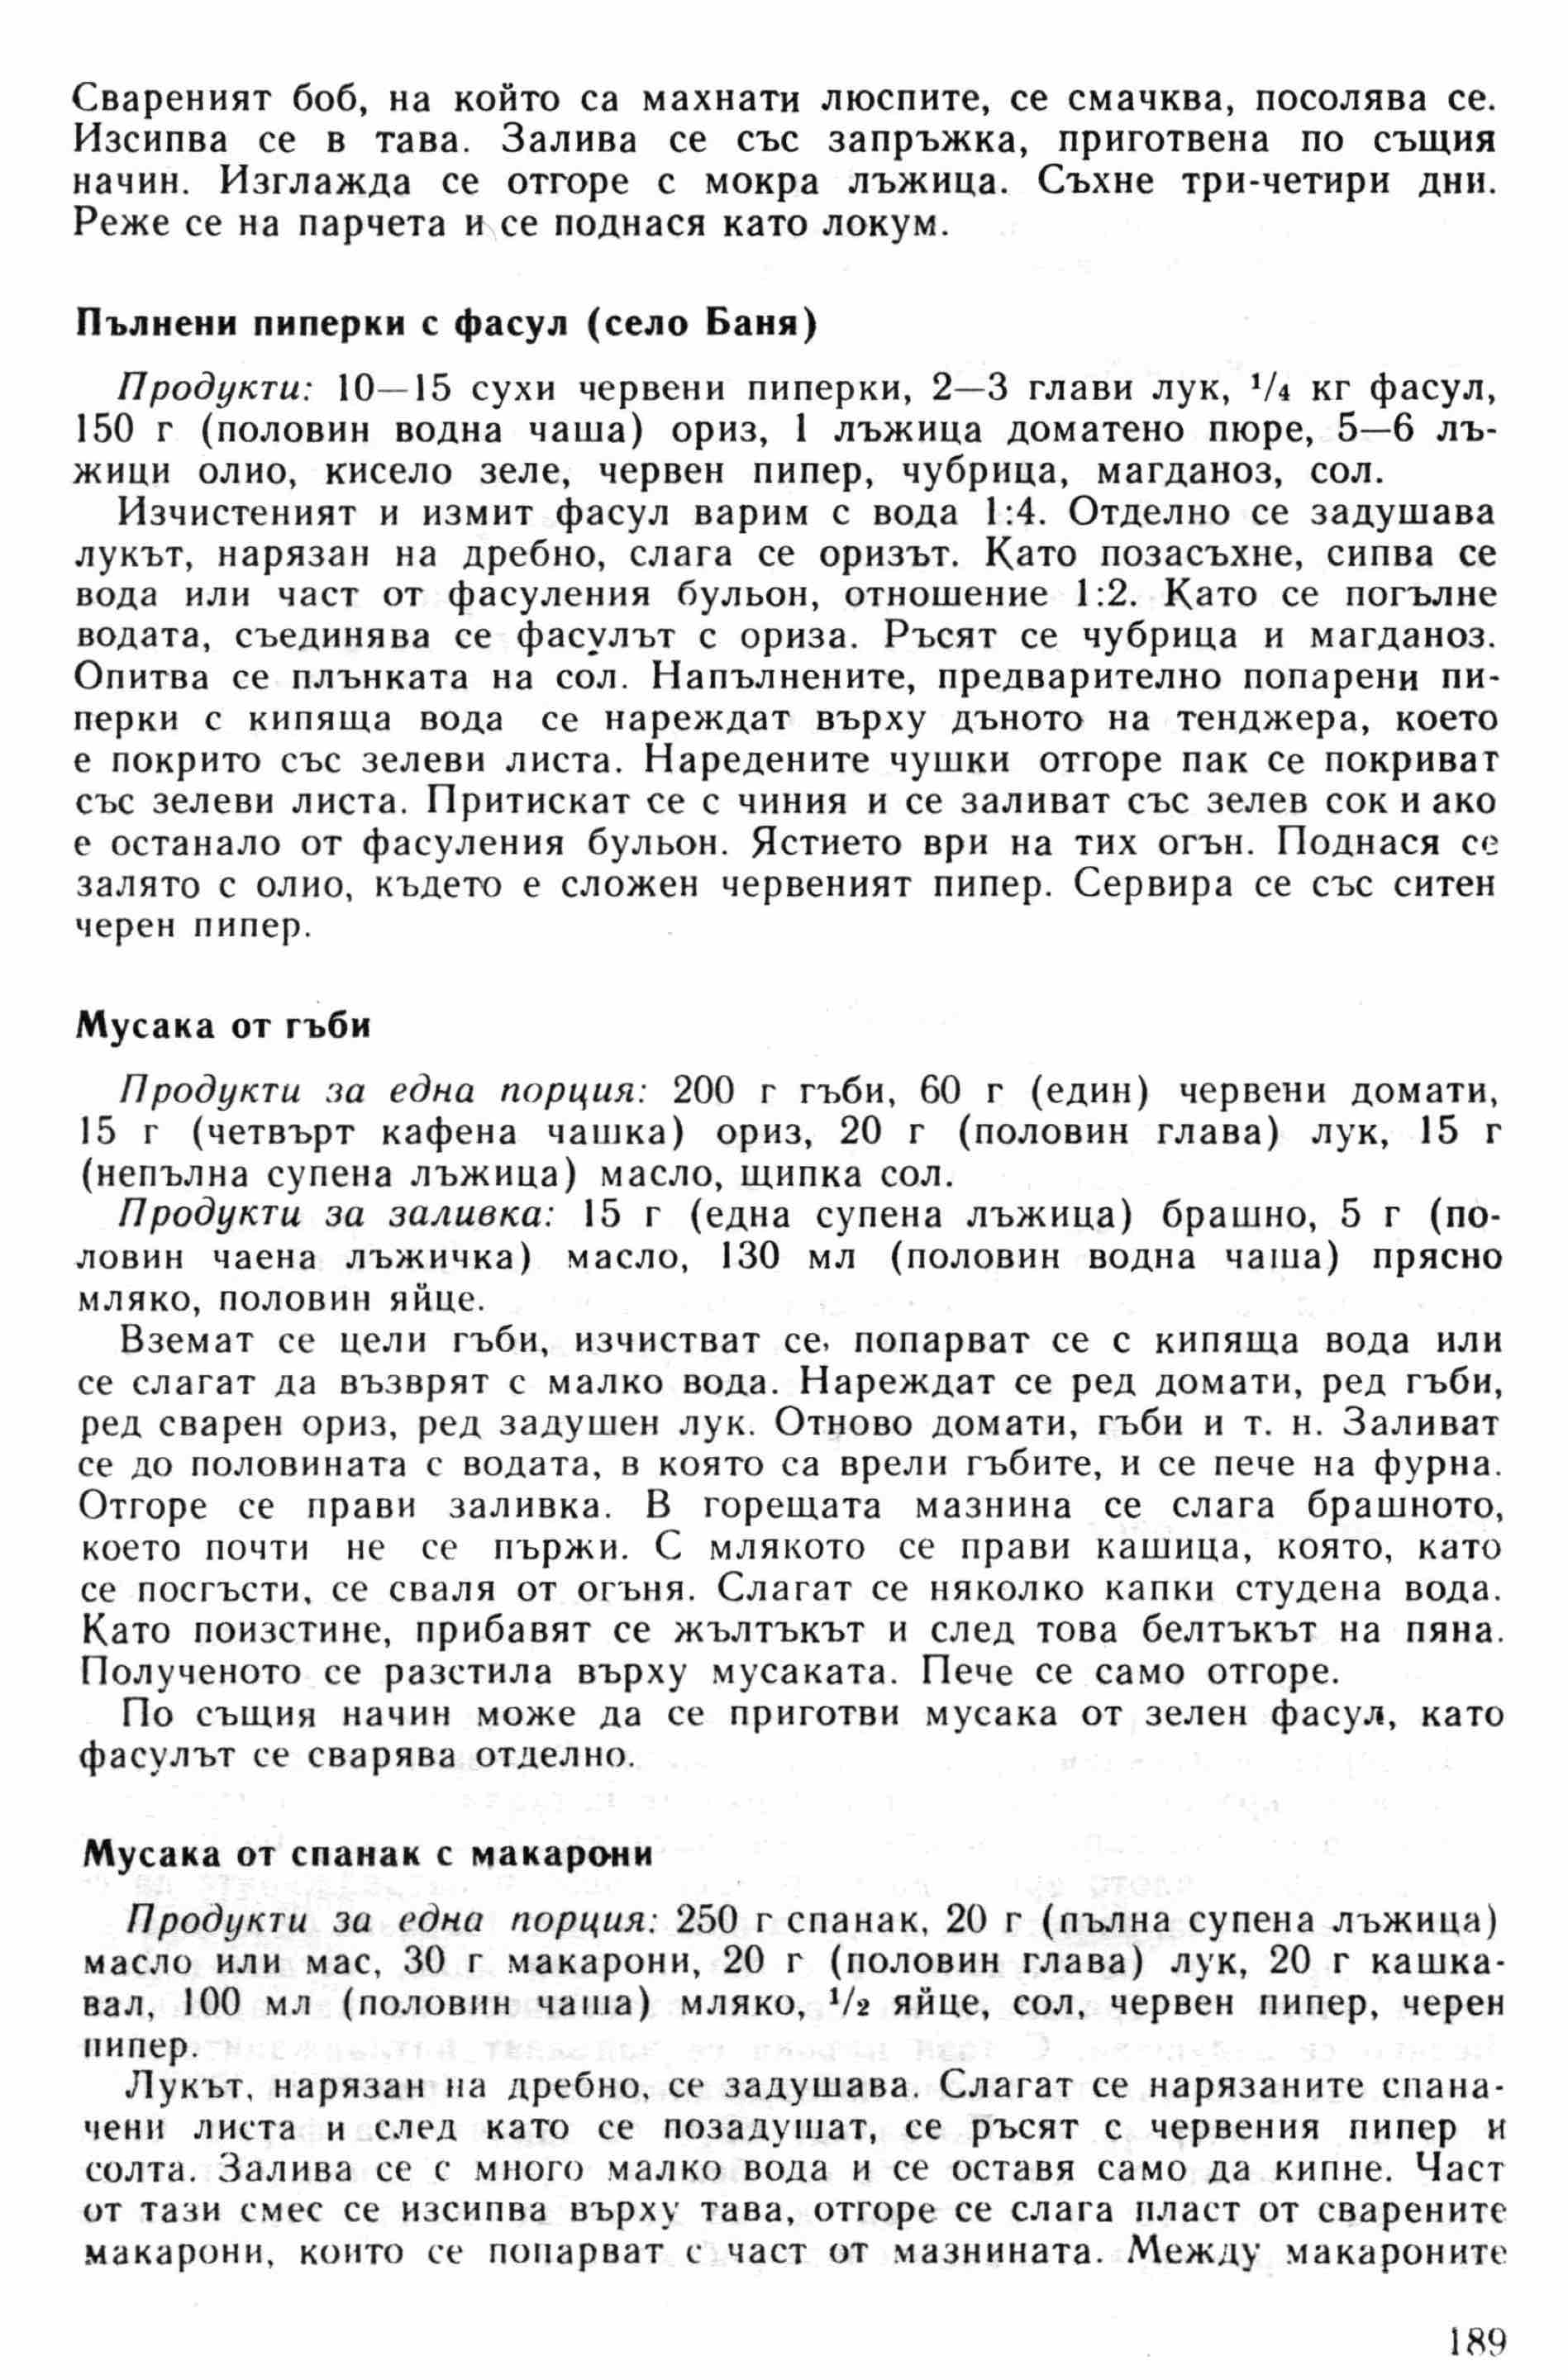 Свареният боб, на който са махнати люспите, се смачква, посолява се.
Изсипва се в тава. Залива се със запръжка, приготвена по същия
начин. Изглажда се отгоре с мокра лъжица. Съхне три-четири дни.
Реже се на парчета и се поднася като локум.
Пълнени пиперки с фасул (село Баня)
Продукти: 10—15 сухи червени пиперки, 2—3 глави лук, 1/4 кг фасул,
150 г (половин водна чаша) ориз, 1 лъжица доматено пюре, 5—6 лъ-
жици олио, кисело зеле, червен пипер, чубрица, магданоз, сол.
Изчистеният и измит фасул варим с вода 1:4. Отделно се задушава
лукът, нарязан на дребно, слага се оризът. Като позасъхне, сипва се
вода или част от фасуления бульон, отношение 1:2. Като се погълне
водата, съединява се фасулът с ориза. Ръсят се чубрица и магданоз.
Опитва се плънката на сол. Напълнените, предварително попарени пи-
перки с кипяща вода се нареждат върху дъното на тенджера, което
е покрито със зелеви листа. Наредените чушки отгоре пак се покриват
със зелеви листа. Притискат се с чиния и се заливат със зелев сок и ако
е останало от фасуления бульон. Ястието ври на тих огън. Поднася се
залято с олио, където е сложен червеният пипер. Сервира се със ситен
черен пипер.
Мусака от гъби
Продукти за една порция: 200 г гъби, 60 г (един) червени домати,
15 г (четвърт кафена чашка) ориз, 20 г (половин глава) лук, 15 г
(непълна супена лъжица) масло, щипка сол.
Продукти за заливка: 15 г (една супена лъжица) брашно, 5 г (по-
ловин чаена лъжичка) масло, 130 мл (половин водна чаша) прясно
мляко, половин яйце.
Вземат се цели гъби, изчистват се, попарват се с кипяща вода или
се слагат да възврят с малко вода. Нареждат се ред домати, ред гъби,
ред сварен ориз, ред задушен лук. Отново домати, гъби и т. н. Заливат
се до половината с водата, в която са врели гъбите, и се пече на фурна.
Отгоре се прави заливка. В горещата мазнина се слага брашното,
което почти не се пържи. С млякото се прави кашица, която, като
се посгъсти, се сваля от огъня. Слагат се няколко капки студена вода.
Като поизстине, прибавят се жълтъкът и след това белтъкът на пяна.
Полученото се разстила върху мусаката. Пече се само отгоре.
По същия начин може да се приготви мусака от зелен фасул, като
фасулът се сварява отделно.
Мусака от спанак с макарони
Продукти за една порция: 250 г спанак, 20 г (пълна супена лъжица)
масло или мас, 30 г макарони, 20 г (половин глава) лук, 20 г кашка-
вал, 100 мл (половин чаша) мляко, 1/2 яйце, сол, червен пипер, черен
пипер.
Лукът, нарязан на дребно, се задушава. Слагат се нарязаните спана-
чени листа и след като се позадушат, се ръсят с червения пипер и
солта. Залива се с много малко вода и се оставя само да кипне. Част
от тази смес се изсипва върху тава, отгоре се слага пласт от сварените
макарони, които се попарват с част от мазнината. Между макароните
189